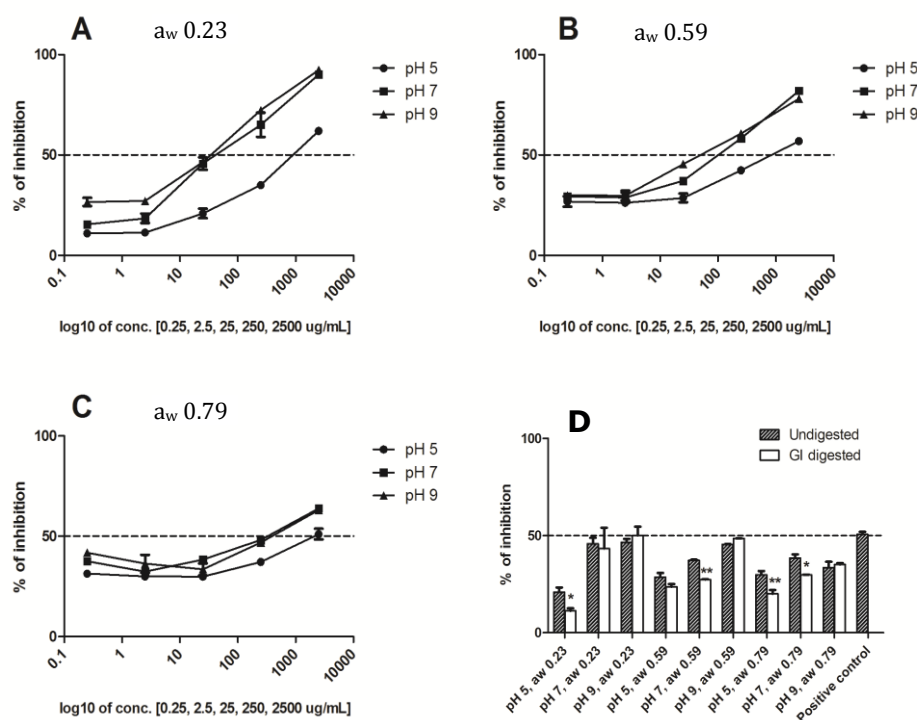 A
aw 0.23
100
50
0
% of inhibition
0.1
1
10
100
1000
10000
log10 of conc. [0.25, 2.5, 25, 250, 2500 ug/mL]
pH 5
pH 7
pH 9
B
aw 0.59
100
50
0
% of inhibition
0.1
1
10
100
1000
10000
log10 of conc. [0.25, 2.5, 25, 250, 2500 ug/mL]
pH 5
pH 7
pH 9
C
aw 0.79
100
50
0
% of inhibition
0.1
1
10
100
1000
10000
log10 of conc. [0.25, 2.5, 25, 250, 2500 ug/mL]
pH 5
pH 7
pH 9
D
Undigested
GI digested
100
50
0
% of inhibition
*
**
**
*
pH 5, aw 0.23
pH 7, aw 0.23
pH 9, aw 0.23
pH 5, aw 0.59
pH 7, aw 0.59
pH 9, aw 0.59
pH 5, aw 0.79
pH 7, aw 0.79
pH 9, aw 0.79
Positive control